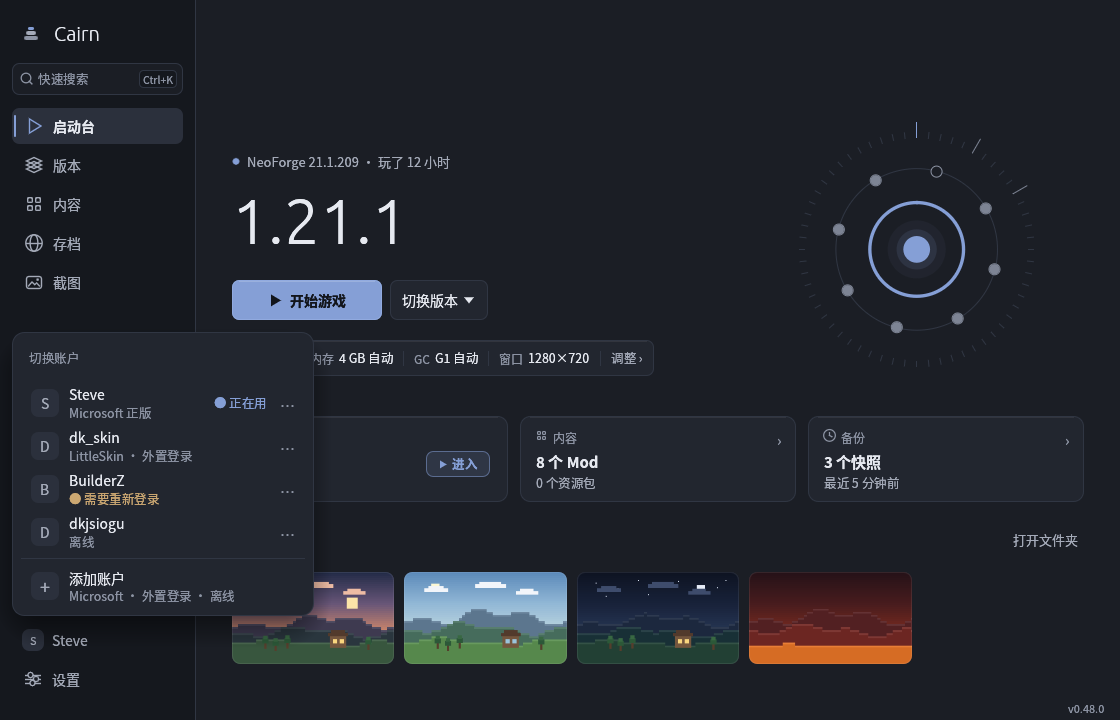 Cairn
快速搜索 Ctrl+K
启动台
版本
内容
存档
截图
NeoForge 21.1.209 · 玩了 12 小时
1.21.1
开始游戏
切换版本
内存 4 GB 自动 GC G1 自动 窗口 1280×720 调整 ›
进入
内容 ›
8 个 Mod
0 个资源包
备份 ›
3 个快照
最近 5 分钟前
打开文件夹
切换账户
S Steve
Microsoft 正版
正在用 ...
D dk_skin
LittleSkin · 外置登录 ...
B BuilderZ
需要重新登录 ...
D dkjsiogu
离线 ...
+ 添加账户
Microsoft · 外置登录 · 离线
S Steve
设置
v0.48.0